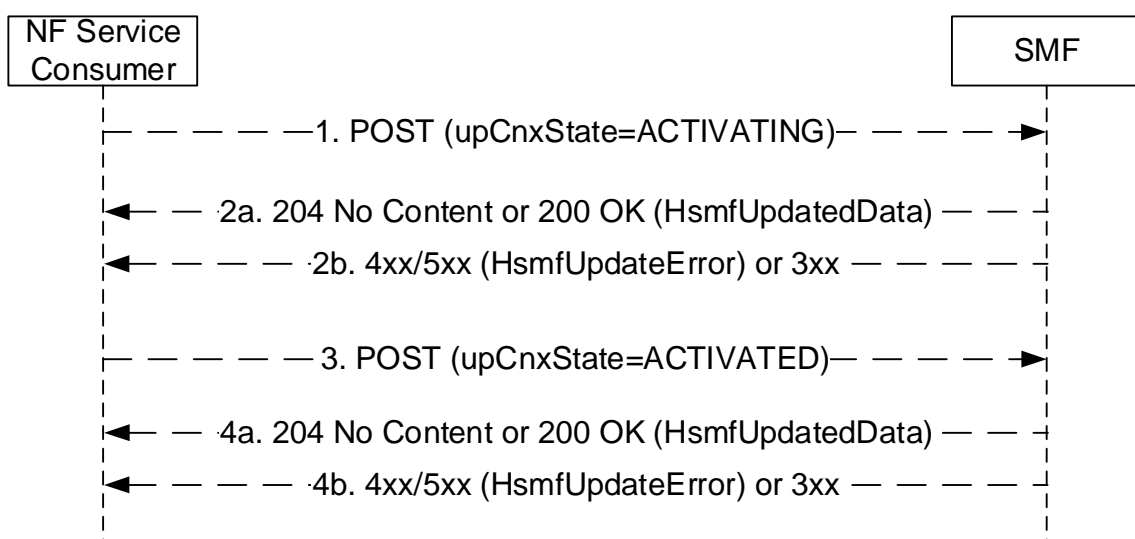 NF Service
Consumer
SMF
1. POST (upCnxState=ACTIVATING)
2a. 204 No Content or 200 OK (HsmfUpdatedData)
2b. 4xx/5xx (HsmfUpdateError) or 3xx
3. POST (upCnxState=ACTIVATED)
4a. 204 No Content or 200 OK (HsmfUpdatedData)
4b. 4xx/5xx (HsmfUpdateError) or 3xx